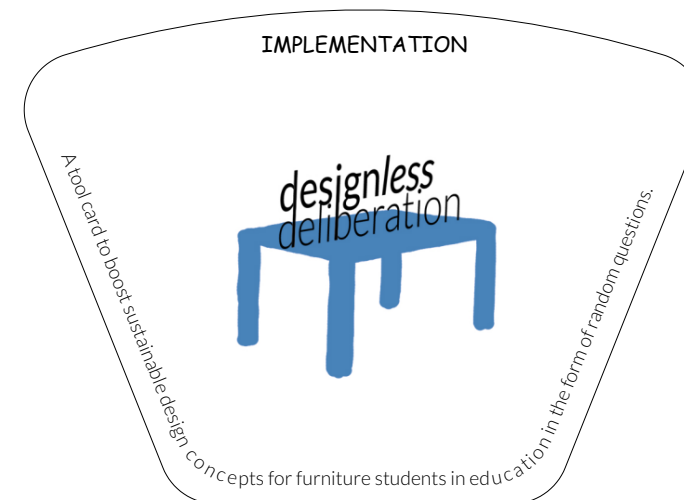 IMPLEMENTATION
designless
deliberation
A tool card to boost sustainable design concepts for furniture students in education in the form of random questions.